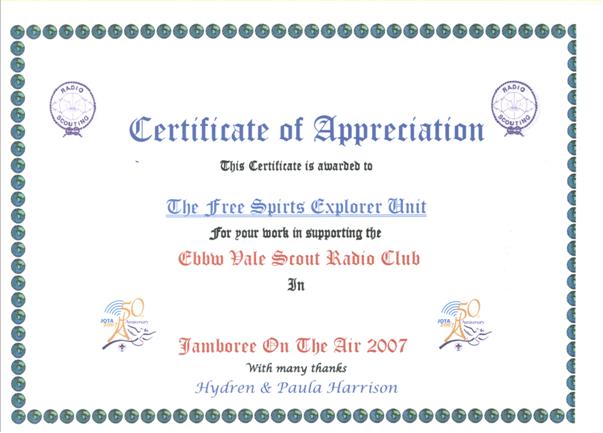 RADIO SCOUTING
RADIO SCOUTING
Certificate of Appreciation
This Certificate is awarded to
The Free Spirts Explorer Unit
For your work in supporting the
Ebbw Vale Scout Radio Club
In
50
JOTA
2007
Anniversary
50
JOTA
2007
Anniversary
Jamboree On The Air 2007
With many thanks
Hydren & Paula Harrison